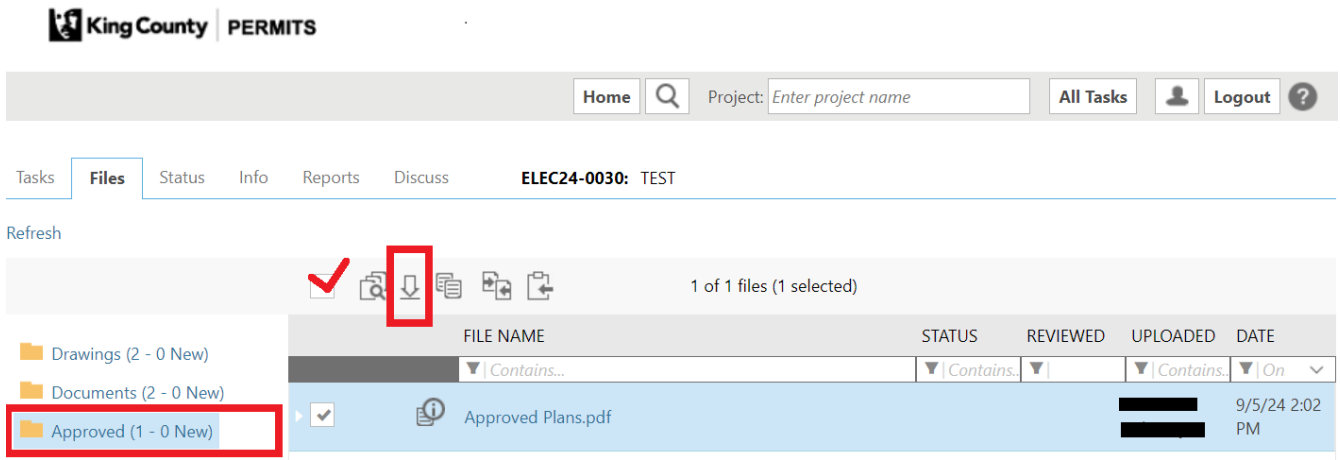 King County PERMITS
Home Project: Enter project name All Tasks Logout ?
Tasks Files Status Info Reports Discuss ELEC24-0030: TEST
Refresh
1 of 1 files (1 selected)
Drawings (2 - 0 New)
Documents (2 - 0 New)
Approved (1 - 0 New)
FILE NAME STATUS REVIEWED UPLOADED DATE
Contains... Contains.. Contains.. On
Approved Plans.pdf 9/5/24 2:02
PM